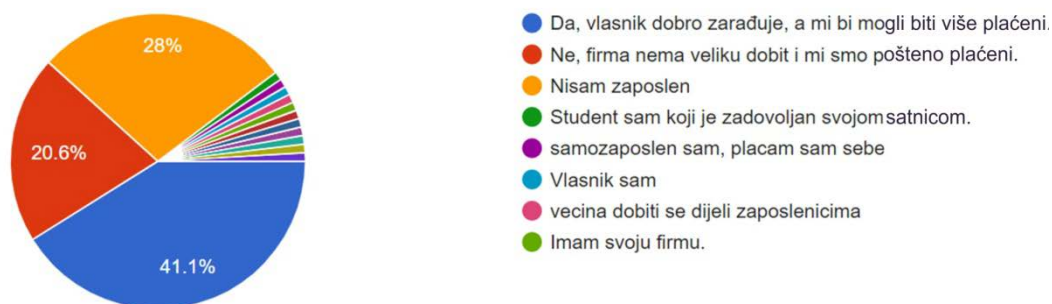 28%
20.6%
41.1%
Da, vlasnik dobro zarađuje, a mi bi mogli biti više plaćeni.
Ne, firma nema veliku dobit i mi smo pošteno plaćeni.
Nisam zaposlen
Student sam koji je zadovoljan svojom satnicom.
samozaposlen sam, placam sam sebe
Vlasnik sam
vecina dobiti se dijeli zaposlenicima
Imam svoju firmu.